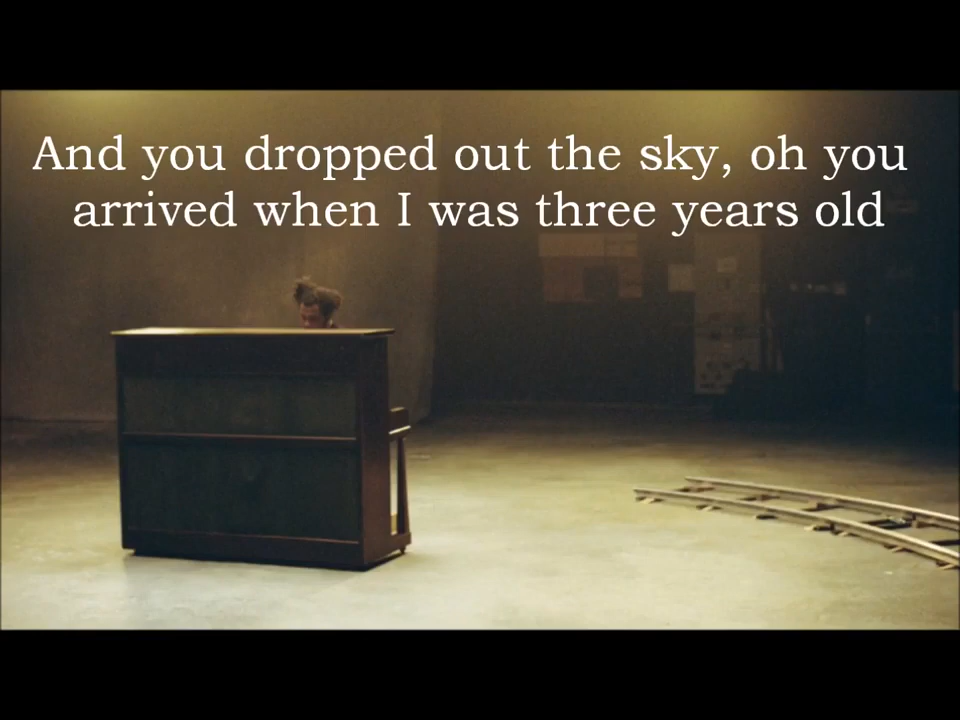 And you dropped out the sky, oh you
arrived when I was three years old